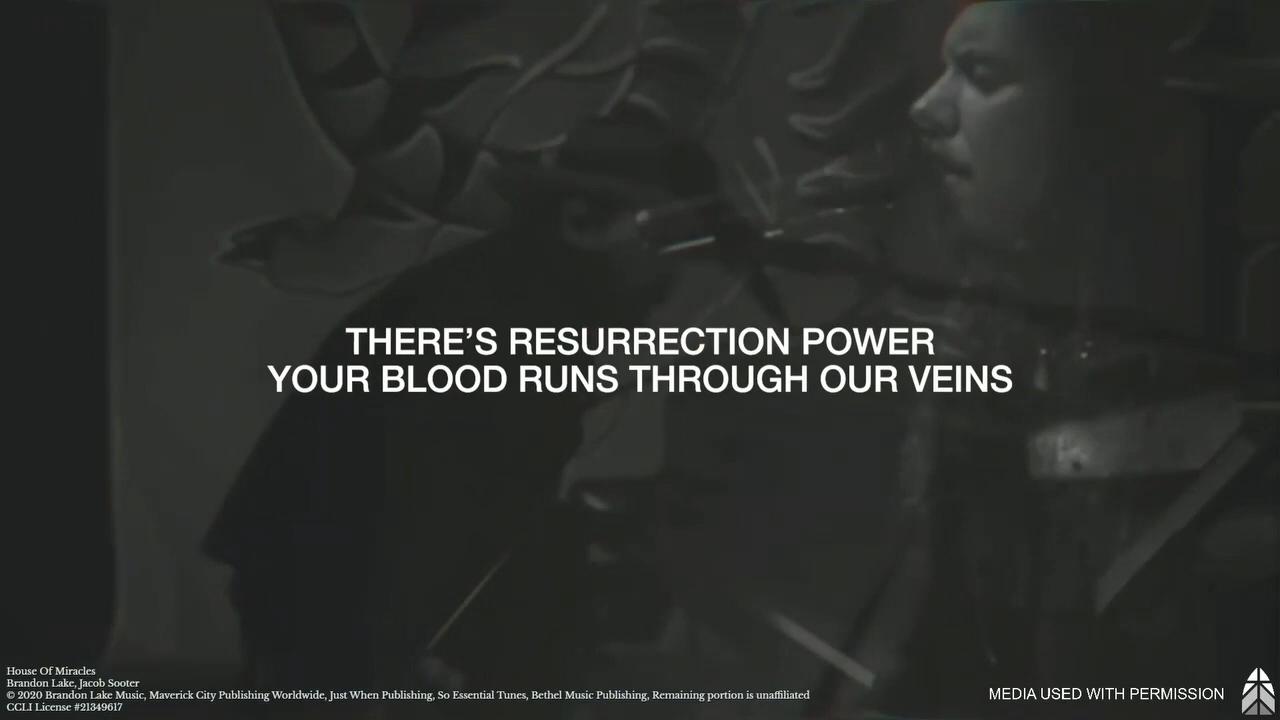 THERE’S RESURRECTION POWER
YOUR BLOOD RUNS THROUGH OUR VEINS
House Of Miracles
Brandon Lake, Jacob Sooter
© 2020 Brandon Lake Music, Maverick City Publishing Worldwide, Just When Publishing, So Essential Tunes, Bethel Music Publishing, Remaining portion is unaffiliated
CCLI License #21349617
MEDIA USED WITH PERMISSION